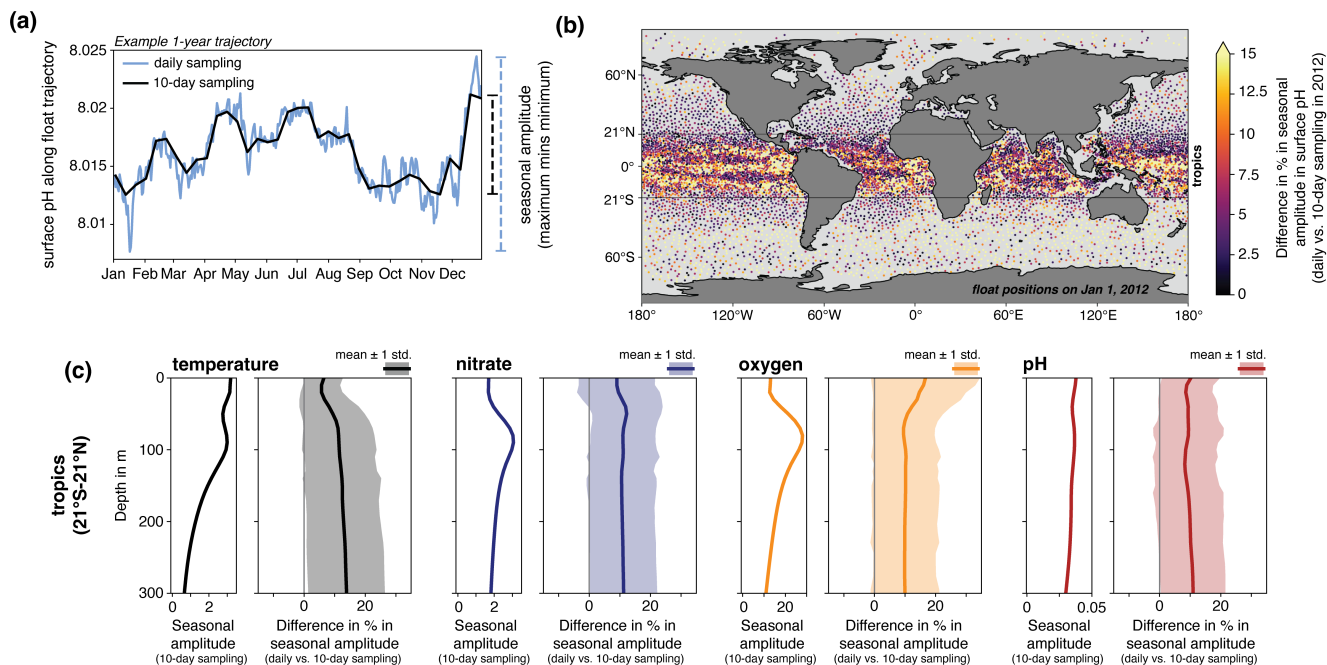 (a)
Example 1-year trajectory
daily sampling
10-day sampling
surface pH along float trajectory
8.025
8.02
8.015
8.01
Jan Feb Mar Apr May Jun Jul Aug Sep Oct Nov Dec
seasonal amplitude
(maximum mins minimum)
(b)
60°N
21°N
0°
21°S
60°S
tropics
float positions on Jan 1, 2012
180° 120°W 60°W 0° 60°E 120°E 180°
15
12.5
10
7.5
5
2.5
0
Difference in % in seasonal
amplitude in surface pH
(daily vs. 10-day sampling in 2012)
(c)
temperature
mean ± 1 std.
nitrate
mean ± 1 std.
oxygen
mean ± 1 std.
pH
mean ± 1 std.
tropics
(21°S-21°N)
Depth in m
0
100
200
300
0 2
0 20
0 2
0 20
0 20
0 20
0 0.05
0 20
Seasonal
amplitude
(10-day sampling)
Difference in % in
seasonal amplitude
(daily vs. 10-day sampling)
Seasonal
amplitude
(10-day sampling)
Difference in % in
seasonal amplitude
(daily vs. 10-day sampling)
Seasonal
amplitude
(10-day sampling)
Difference in % in
seasonal amplitude
(daily vs. 10-day sampling)
Seasonal
amplitude
(10-day sampling)
Difference in % in
seasonal amplitude
(daily vs. 10-day sampling)